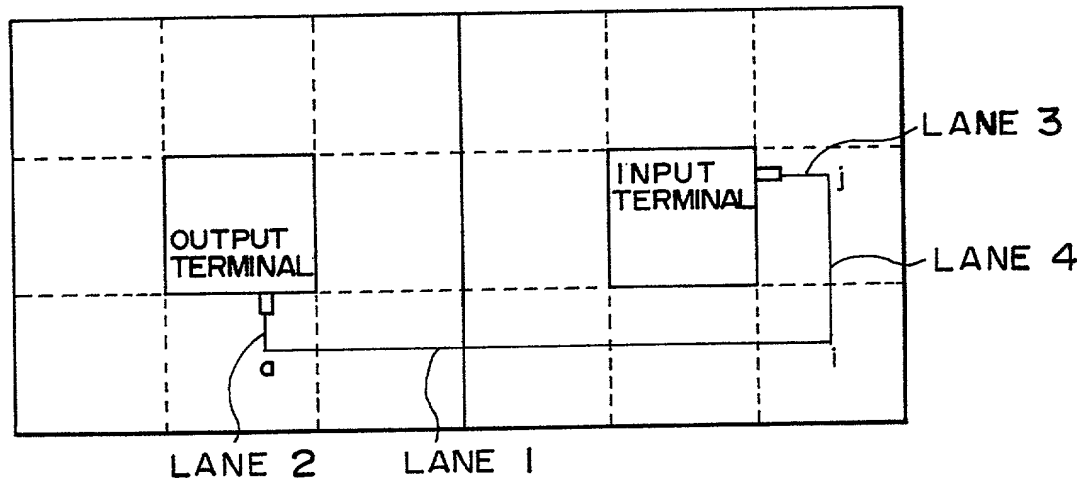 LANE 3
INPUT
TERMINAL
j
OUTPUT
TERMINAL
LANE 4
a
i
LANE 2
LANE 1